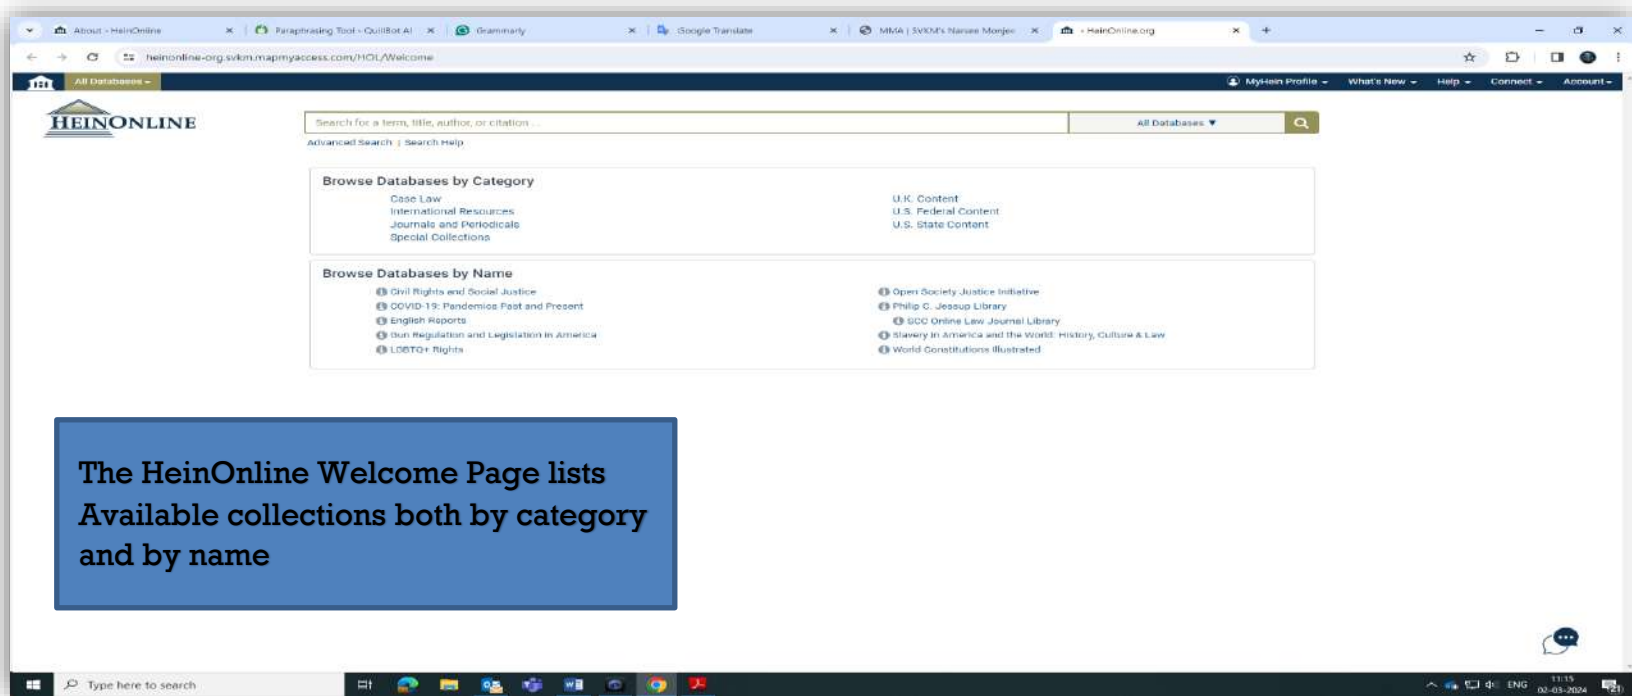 About - HeinOnline
Paraphrasing Tool - QuillBot AI
Grammarly
Google Translate
MMA | SVKM's Narsee Monjee
- HeinOnline.org
heinonline-org.svkm.mapmyaccess.com/HOL/Welcome
All Databases
MyHein Profile
What's New
Help
Connect
Account
HEINONLINE
Search for a term, title, author, or citation ...
All Databases ▼
Advanced Search | Search Help
Browse Databases by Category
Case Law
International Resources
Journals and Periodicals
Special Collections
U.K. Content
U.S. Federal Content
U.S. State Content
Browse Databases by Name
Civil Rights and Social Justice
COVID-19: Pandemics Past and Present
English Reports
Gun Regulation and Legislation in America
LGBTQ+ Rights
Open Society Justice Initiative
Philip C. Jessup Library
SCC Online Law Journal Library
Slavery in America and the World: History, Culture & Law
World Constitutions Illustrated
The HeinOnline Welcome Page lists
Available collections both by category
and by name
Type here to search
ENG
11:15
02-03-2024
21